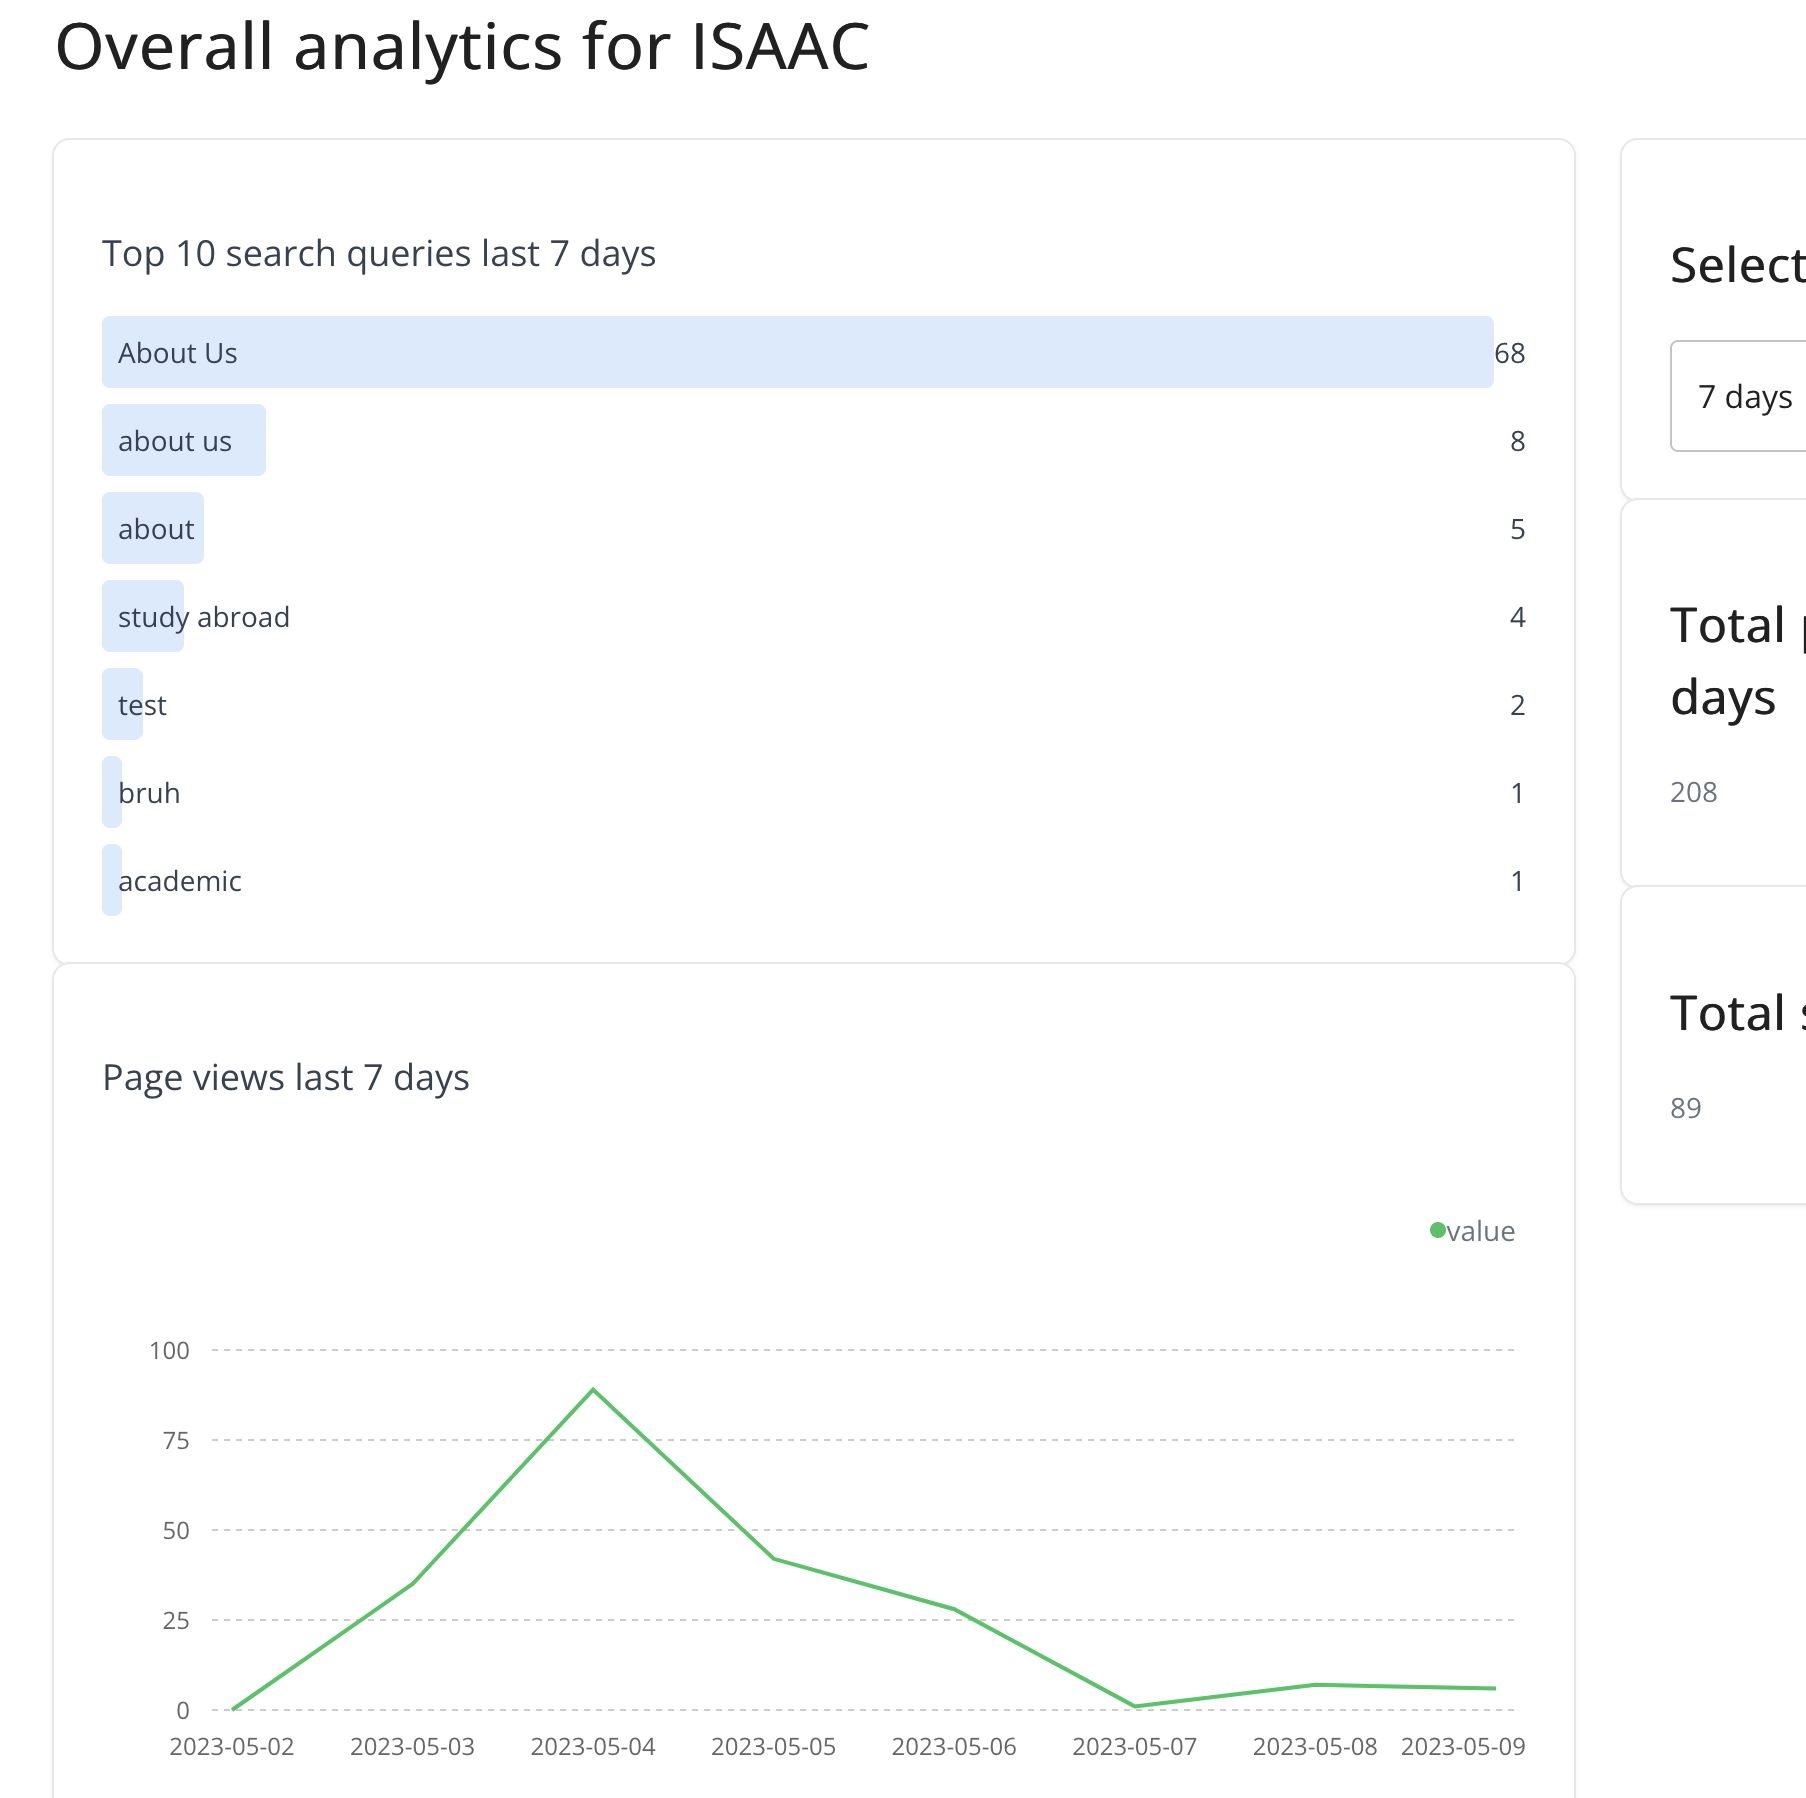 Overall analytics for ISAAC
Top 10 search queries last 7 days
About Us 68
about us 8
about 5
study abroad 4
test 2
bruh 1
academic 1
Page views last 7 days
value
100
75
50
25
0
2023-05-02 2023-05-03 2023-05-04 2023-05-05 2023-05-06 2023-05-07 2023-05-08 2023-05-09
Select
7 days
Total
days
208
Total
89